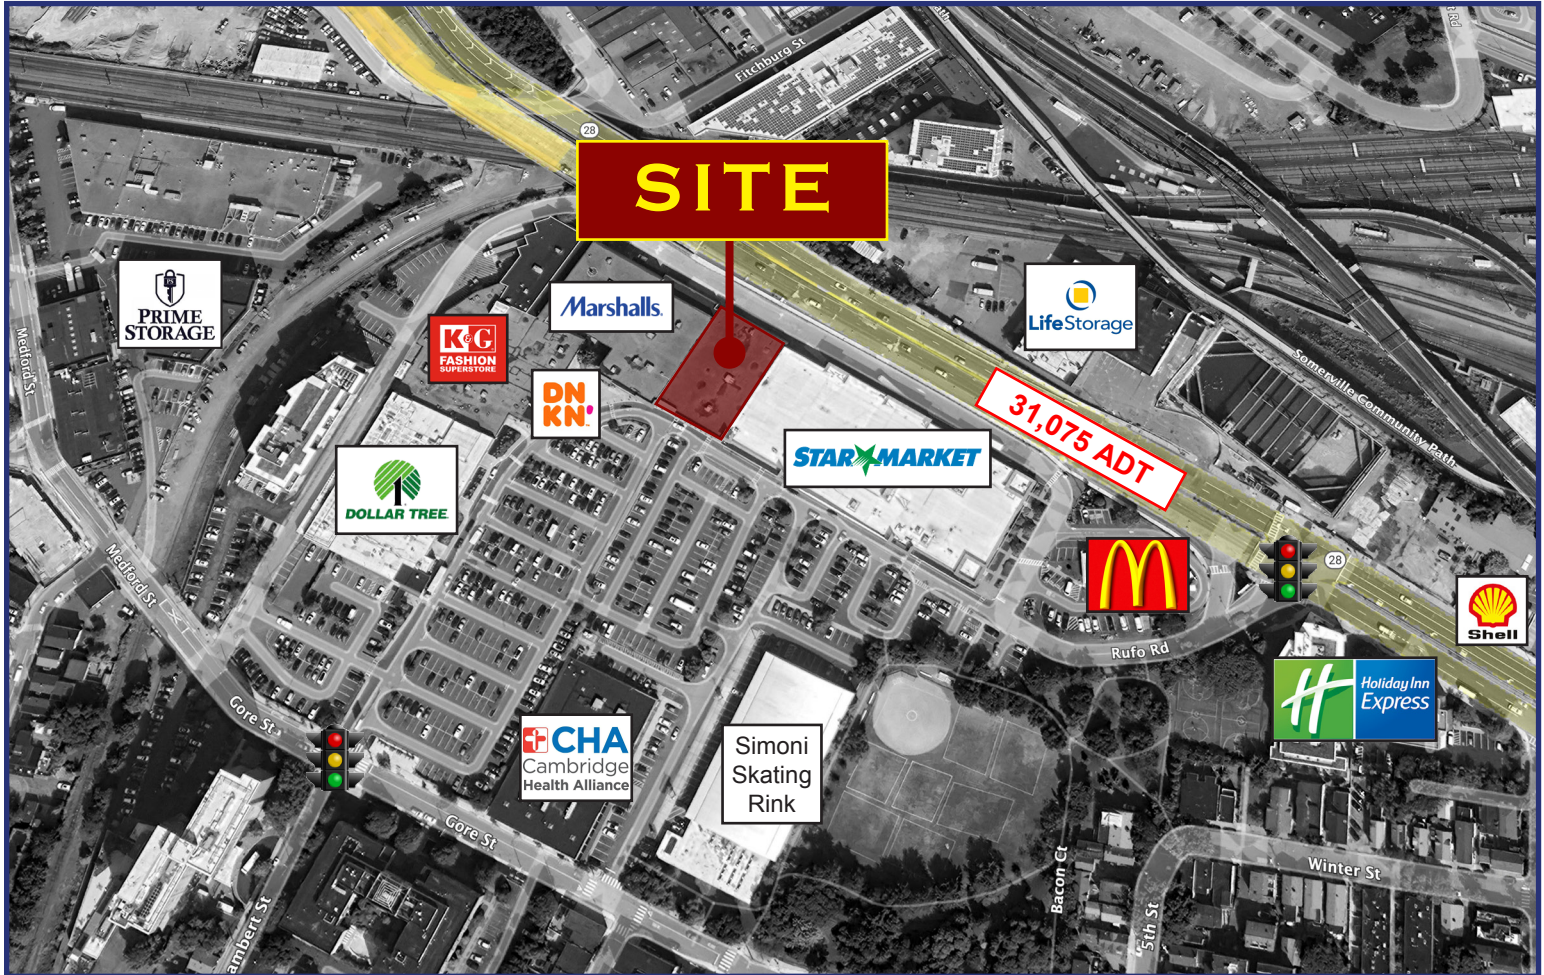 Fitchburg St
28
SITE
PRIME
STORAGE
Marshalls.
LifeStorage
K&G
FASHION
SUPERSTORE
Medford St
DN
KN'
Somerville Community Path
31,075 ADT
STAR MARKET
1
DOLLAR TREE
Medford St
28
M
Shell
Rufo Rd
Holiday Inn
Express
Gore St
CHA
Cambridge
Health Alliance
Simoni
Skating
Rink
Gore St
Bacon Ct
Winter St
5th St
ambert St